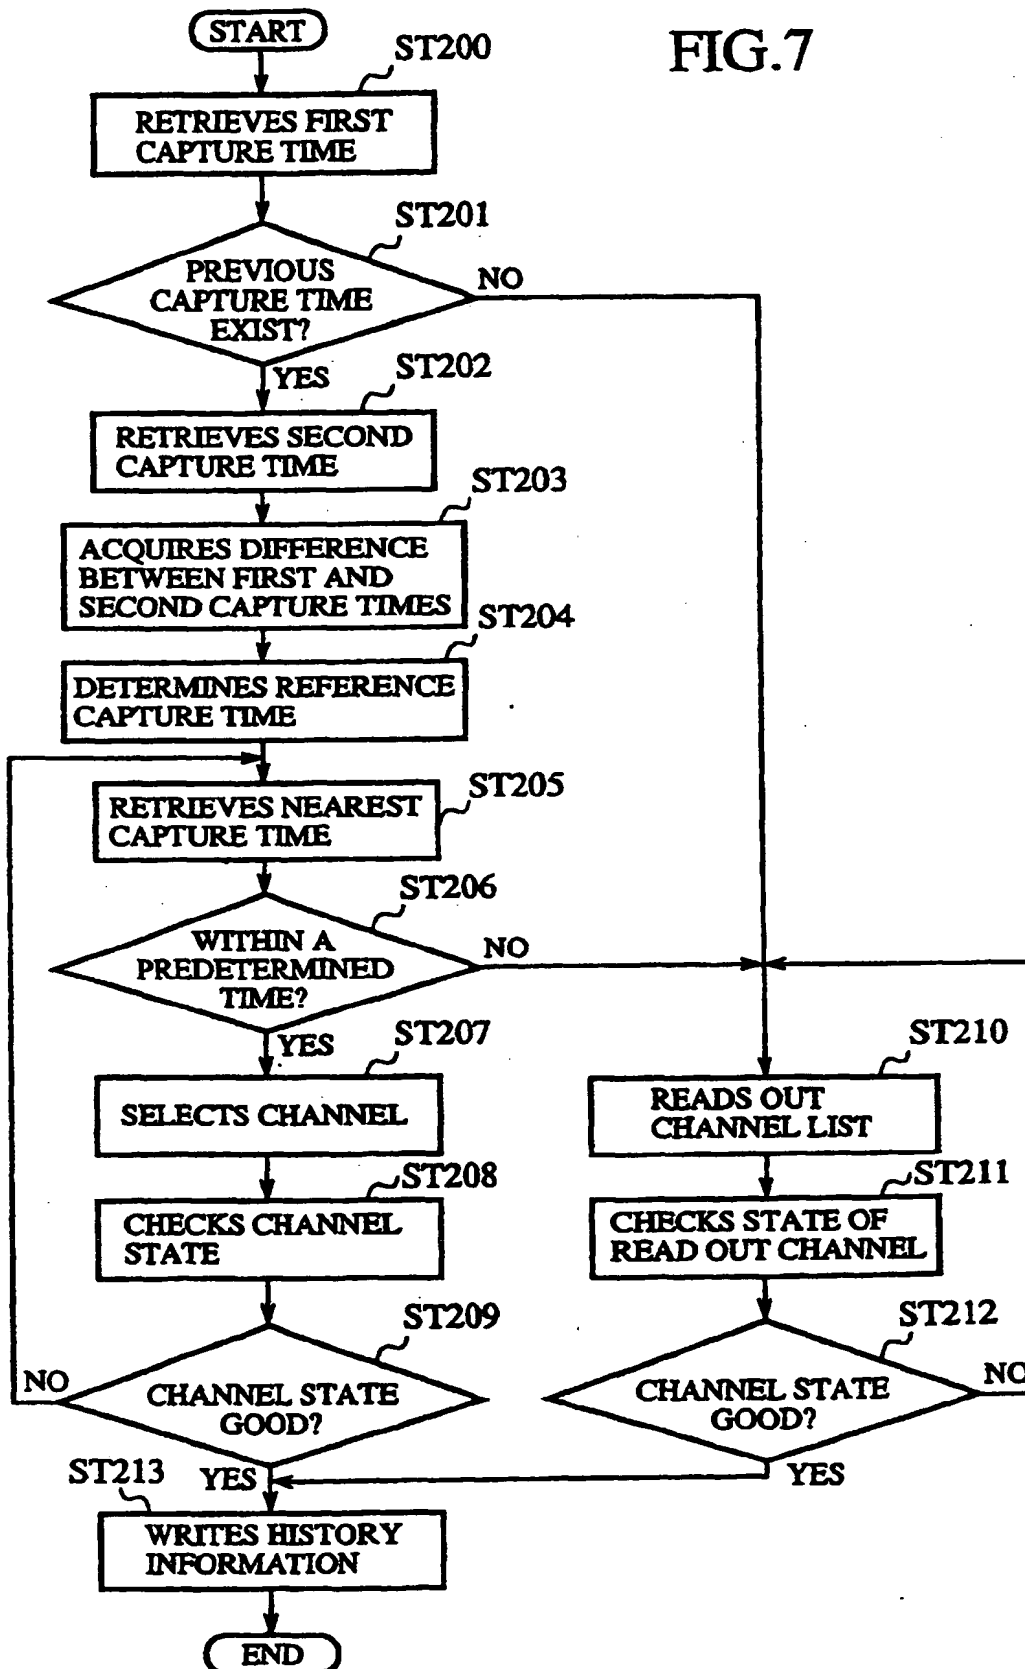 START
FIG.7
ST200
RETRIEVES FIRST
CAPTURE TIME
ST201
PREVIOUS
CAPTURE TIME
EXIST?
NO
YES
ST202
RETRIEVES SECOND
CAPTURE TIME
ST203
ACQUIRES DIFFERENCE
BETWEEN FIRST AND
SECOND CAPTURE TIMES
ST204
DETERMINES REFERENCE
CAPTURE TIME
ST205
RETRIEVES NEAREST
CAPTURE TIME
ST206
WITHIN A
PREDETERMINED
TIME?
NO
YES
ST207
SELECTS CHANNEL
ST208
CHECKS CHANNEL
STATE
ST209
CHANNEL STATE
GOOD?
NO
YES
ST210
READS OUT
CHANNEL LIST
ST211
CHECKS STATE OF
READ OUT CHANNEL
ST212
CHANNEL STATE
GOOD?
NO
YES
ST213
WRITES HISTORY
INFORMATION
END